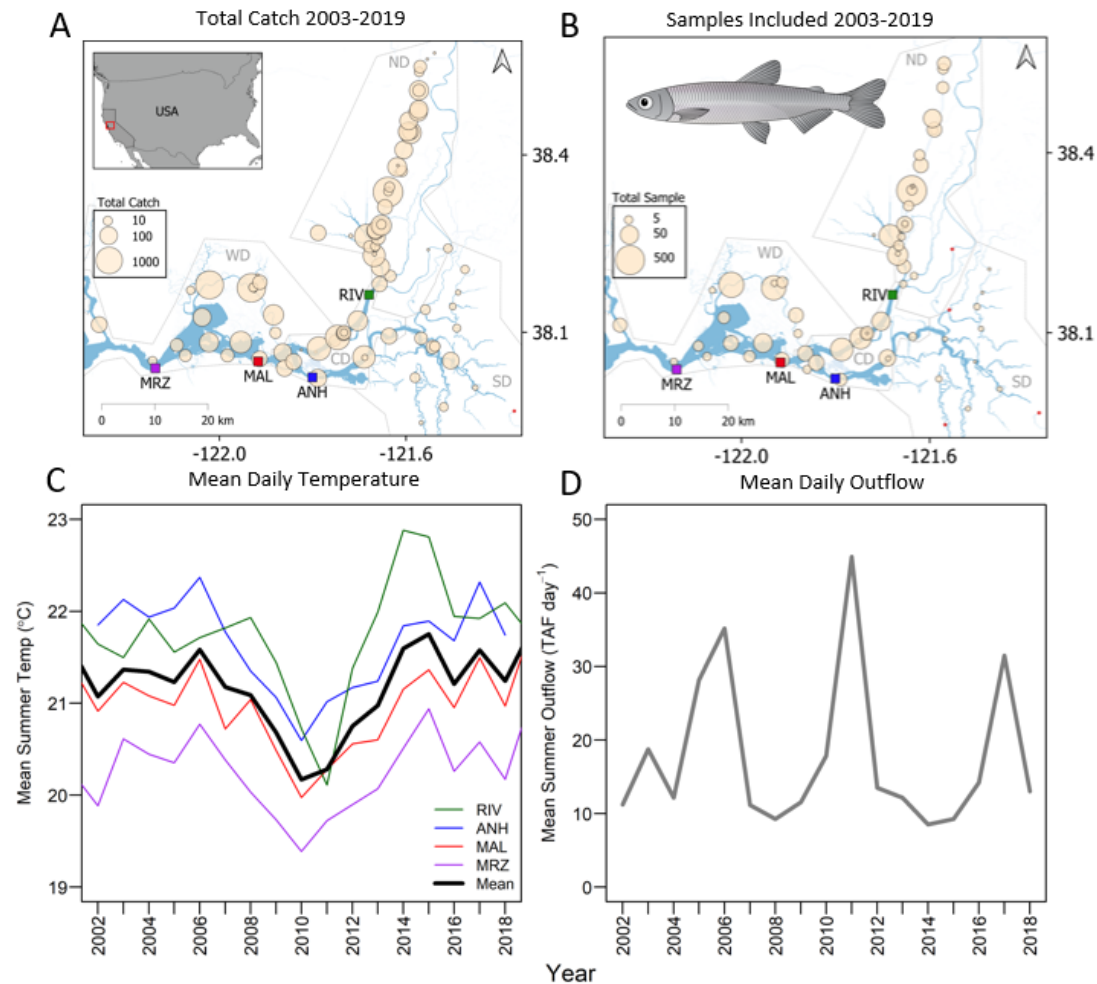 A
Total Catch 2003-2019
USA
Total Catch
10
100
1000
ND
WD
CD
SD
RIV
MRZ
MAL
ANH
0
10
20 km
38.4
38.1
-122.0
-121.6
B
Samples Included 2003-2019
Total Sample
5
50
500
ND
WD
CD
SD
RIV
MRZ
MAL
ANH
0
10
20 km
38.4
38.1
-122.0
-121.6
C
Mean Daily Temperature
Mean Summer Temp (°C)
23
22
21
20
19
RIV
ANH
MAL
MRZ
Mean
2002
2004
2006
2008
2010
2012
2014
2016
2018
D
Mean Daily Outflow
Mean Summer Outflow (TAF day⁻¹)
50
40
30
20
10
0
2002
2004
2006
2008
2010
2012
2014
2016
2018
Year